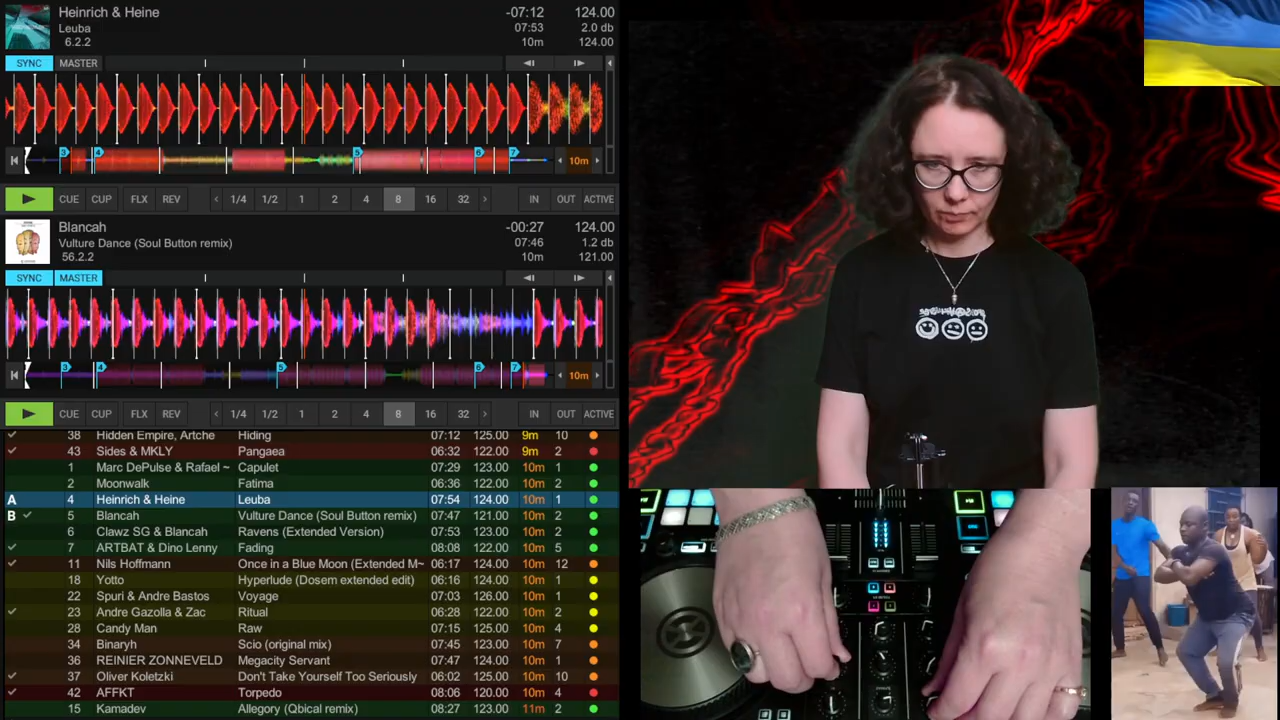 Heinrich & Heine -07:12 124.00
Leuba 07:53 2.0 db
6.2.2 10m 124.00
SYNC MASTER
3 4 5 6 7 10m
CUE CUP FLX REV 1/4 1/2 1 2 4 8 16 32 IN OUT ACTIVE
Blancah -00:27 124.00
Vulture Dance (Soul Button remix) 07:46 1.2 db
56.2.2 10m 121.00
SYNC MASTER
3 4 5 6 7 10m
CUE CUP FLX REV 1/4 1/2 1 2 4 8 16 32 IN OUT ACTIVE
38 Hidden Empire, Artche Hiding 07:12 125.00 9m 10
43 Sides & MKLY Pangaea 06:32 122.00 9m 2
1 Marc DePulse & Rafael ~ Capulet 07:29 123.00 10m 1
2 Moonwalk Fatima 06:36 122.00 10m 2
A 4 Heinrich & Heine Leuba 07:54 124.00 10m 1
B 5 Blancah Vulture Dance (Soul Button remix) 07:47 121.00 10m 2
6 Clawz SG & Blancah Ravens (Extended Version) 07:53 123.00 10m 2
7 ARTBAT & Dino Lenny Fading 08:08 122.00 10m 5
11 Nils Hoffmann Once in a Blue Moon (Extended M~ 06:17 124.00 10m 12
18 Yotto Hyperlude (Dosem extended edit) 06:16 124.00 10m 1
22 Spuri & Andre Bastos Voyage 07:03 126.00 10m 1
23 Andre Gazolla & Zac Ritual 06:28 122.00 10m 2
28 Candy Man Raw 07:15 125.00 10m 4
34 Binaryh Scio (original mix) 07:45 123.00 10m 7
36 REINIER ZONNEVELD Megacity Servant 07:47 124.00 10m 1
37 Oliver Koletzki Don't Take Yourself Too Seriously 06:02 125.00 10m 10
42 AFFKT Torpedo 08:06 120.00 10m 4
15 Kamadev Allegory (Qbical remix) 08:27 123.00 11m 2